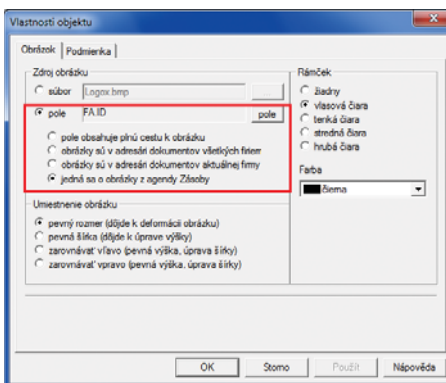 Vlastnosti objektu
Obrázok
Podmienka
Zdroj obrázku
súbor
Logox.bmp
...
pole
FA.ID
pole
pole obsahuje plnú cestu k obrázku
obrázky sú v adresári dokumentov všetkých firiem
obrázky sú v adresári dokumentov aktuálnej firmy
jedná sa o obrázky z agendy Zásoby
Umiestnenie obrázku
pevný rozmer (dôjde k deformácii obrázku)
pevná šírka (dôjde k úprave výšky)
zarovnávať vľavo (pevná výška, úprava šírky)
zarovnávať vpravo (pevná výška, úprava šírky)
Rámček
žiadny
vlasová čiara
tenká čiara
stredná čiara
hrubá čiara
Farba
čierna
OK
Storno
Použít
Nápověda